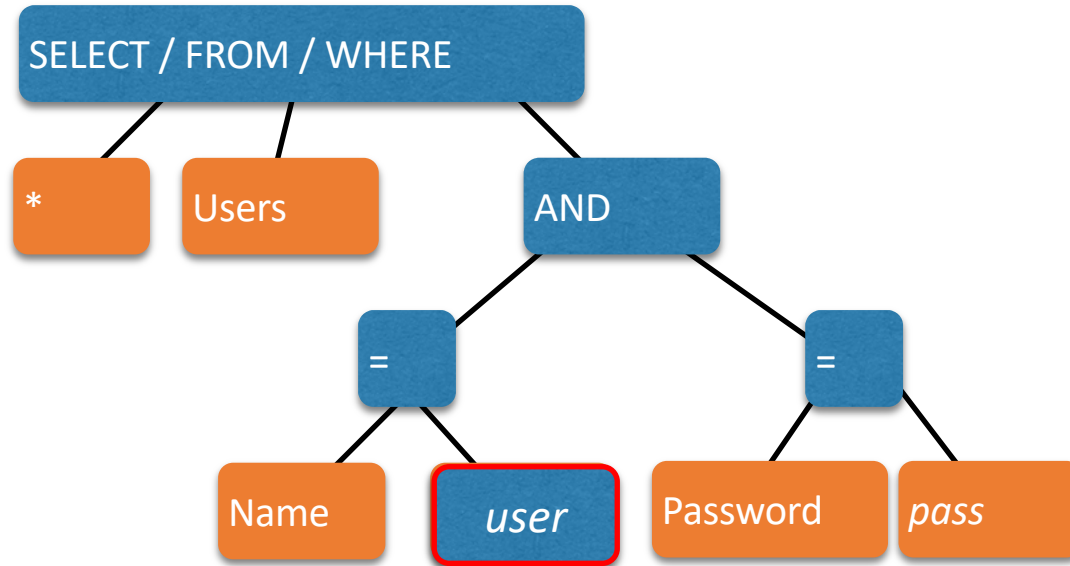 SELECT / FROM / WHERE
*
Users
AND
=
=
Name
user
Password
pass